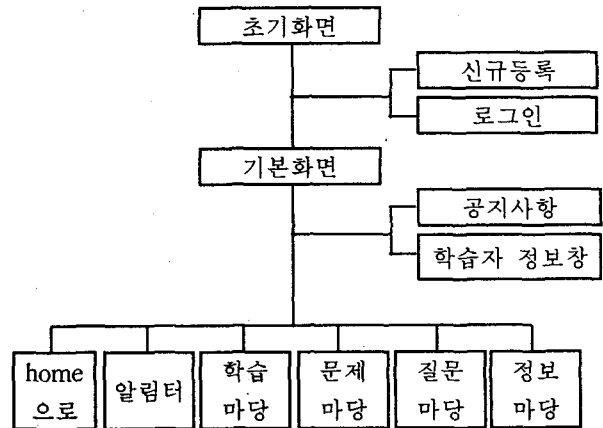 초기화면
신규등록
로그인
기본화면
공지사항
학습자 정보창
home
으로
알림터
학습
마당
문제
마당
질문
마당
정보
마당